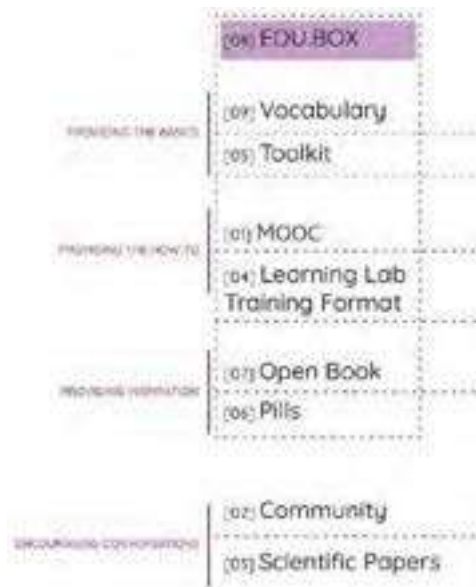 [08] EDU.BOX
PROVIDING THE BASICS
[09] Vocabulary
[05] Toolkit
PROVIDING THE HOW TO
[01] MOOC
[04] Learning Lab
Training Format
PROVIDING INSPIRATION
[07] Open Book
[06] Pills
ENCOURAGING CONVERSATIONS
[02] Community
Scientific Papers